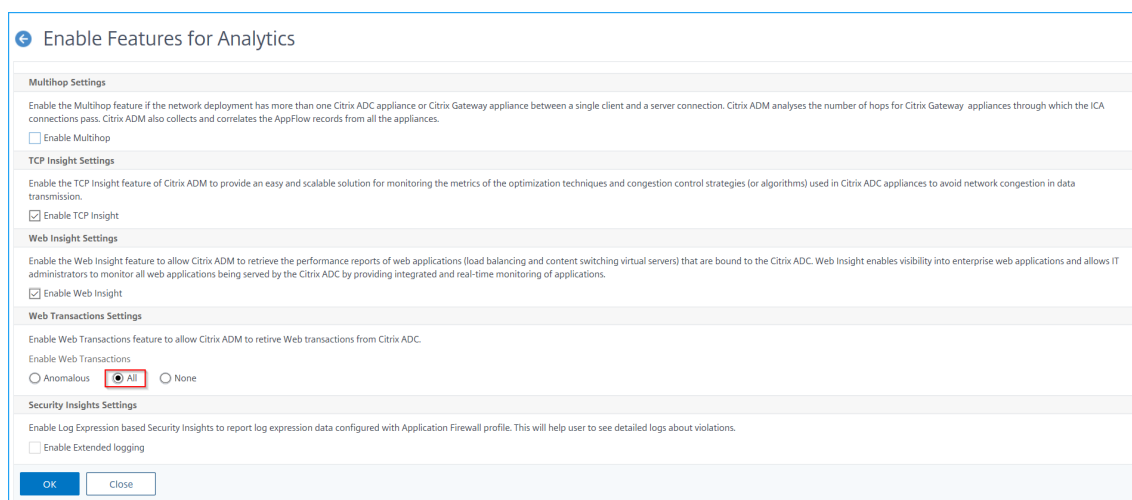 Enable Features for Analytics
Multihop Settings
Enable the Multihop feature if the network deployment has more than one Citrix ADC appliance or Citrix Gateway appliance between a single client and a server connection. Citrix ADM analyses the number of hops for Citrix Gateway appliances through which the ICA
connections pass. Citrix ADM also collects and correlates the AppFlow records from all the appliances.
Enable Multihop
TCP Insight Settings
Enable the TCP Insight feature of Citrix ADM to provide an easy and scalable solution for monitoring the metrics of the optimization techniques and congestion control strategies (or algorithms) used in Citrix ADC appliances to avoid network congestion in data
transmission.
Enable TCP Insight
Web Insight Settings
Enable the Web Insight feature to allow Citrix ADM to retrieve the performance reports of web applications (load balancing and content switching virtual servers) that are bound to the Citrix ADC. Web Insight enables visibility into enterprise web applications and allows IT
administrators to monitor all web applications being served by the Citrix ADC by providing integrated and real-time monitoring of applications.
Enable Web Insight
Web Transactions Settings
Enable Web Transactions feature to allow Citrix ADM to retirve Web transactions from Citrix ADC.
Enable Web Transactions
Anomalous All None
Security Insights Settings
Enable Log Expression based Security Insights to report log expression data configured with Application Firewall profile. This will help user to see detailed logs about violations.
Enable Extended logging
OK Close